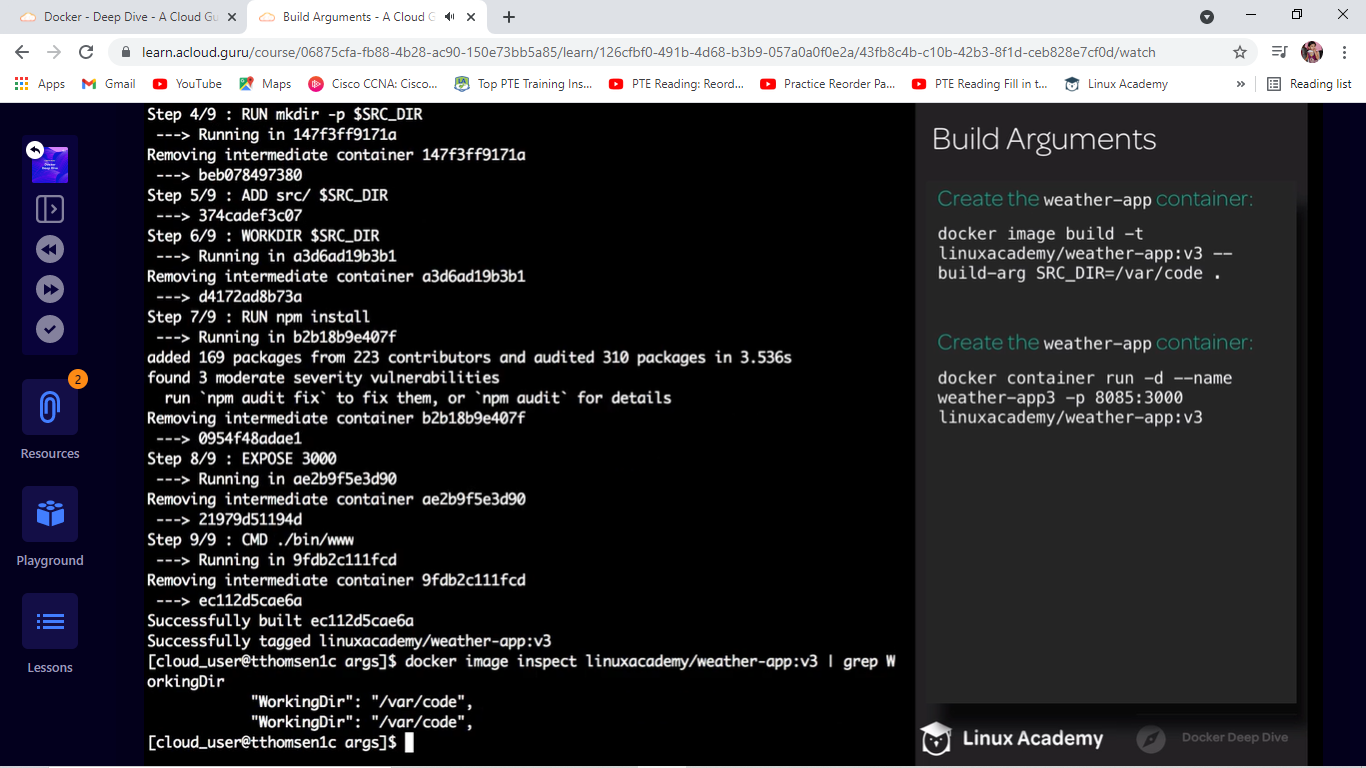 Docker - Deep Dive - A Cloud Gu
Build Arguments - A Cloud G
learn.acloud.guru/course/06875cfa-fb88-4b28-ac90-150e73bb5a85/learn/126cfbf0-491b-4d68-b3b9-057a0a0f0e2a/43fb8c4b-c10b-42b3-8f1d-ceb828e7cf0d/watch
Apps
Gmail
YouTube
Maps
Cisco CCNA: Cisco...
Top PTE Training Ins...
PTE Reading: Reord...
Practice Reorder Pa...
PTE Reading Fill in t...
Linux Academy
»
Reading list
Docker
Deep Dive
2
Resources
Playground
Lessons
Step 4/9 : RUN mkdir -p $SRC_DIR
---> Running in 147f3ff9171a
Removing intermediate container 147f3ff9171a
---> beb078497380
Step 5/9 : ADD src/ $SRC_DIR
---> 374cadef3c07
Step 6/9 : WORKDIR $SRC_DIR
---> Running in a3d6ad19b3b1
Removing intermediate container a3d6ad19b3b1
---> d4172ad8b73a
Step 7/9 : RUN npm install
---> Running in b2b18b9e407f
added 169 packages from 223 contributors and audited 310 packages in 3.536s
found 3 moderate severity vulnerabilities
run `npm audit fix` to fix them, or `npm audit` for details
Removing intermediate container b2b18b9e407f
---> 0954f48adae1
Step 8/9 : EXPOSE 3000
---> Running in ae2b9f5e3d90
Removing intermediate container ae2b9f5e3d90
---> 21979d51194d
Step 9/9 : CMD ./bin/www
---> Running in 9fdb2c111fcd
Removing intermediate container 9fdb2c111fcd
---> ec112d5cae6a
Successfully built ec112d5cae6a
Successfully tagged linuxacademy/weather-app:v3
[cloud_user@tthomsen1c args]$ docker image inspect linuxacademy/weather-app:v3 | grep W
orkingDir
"WorkingDir": "/var/code",
"WorkingDir": "/var/code",
[cloud_user@tthomsen1c args]$
Build Arguments
Create the weather-app container:
docker image build -t
linuxacademy/weather-app:v3 --
build-arg SRC_DIR=/var/code .
Create the weather-app container:
docker container run -d --name
weather-app3 -p 8085:3000
linuxacademy/weather-app:v3
Linux Academy
Docker Deep Dive